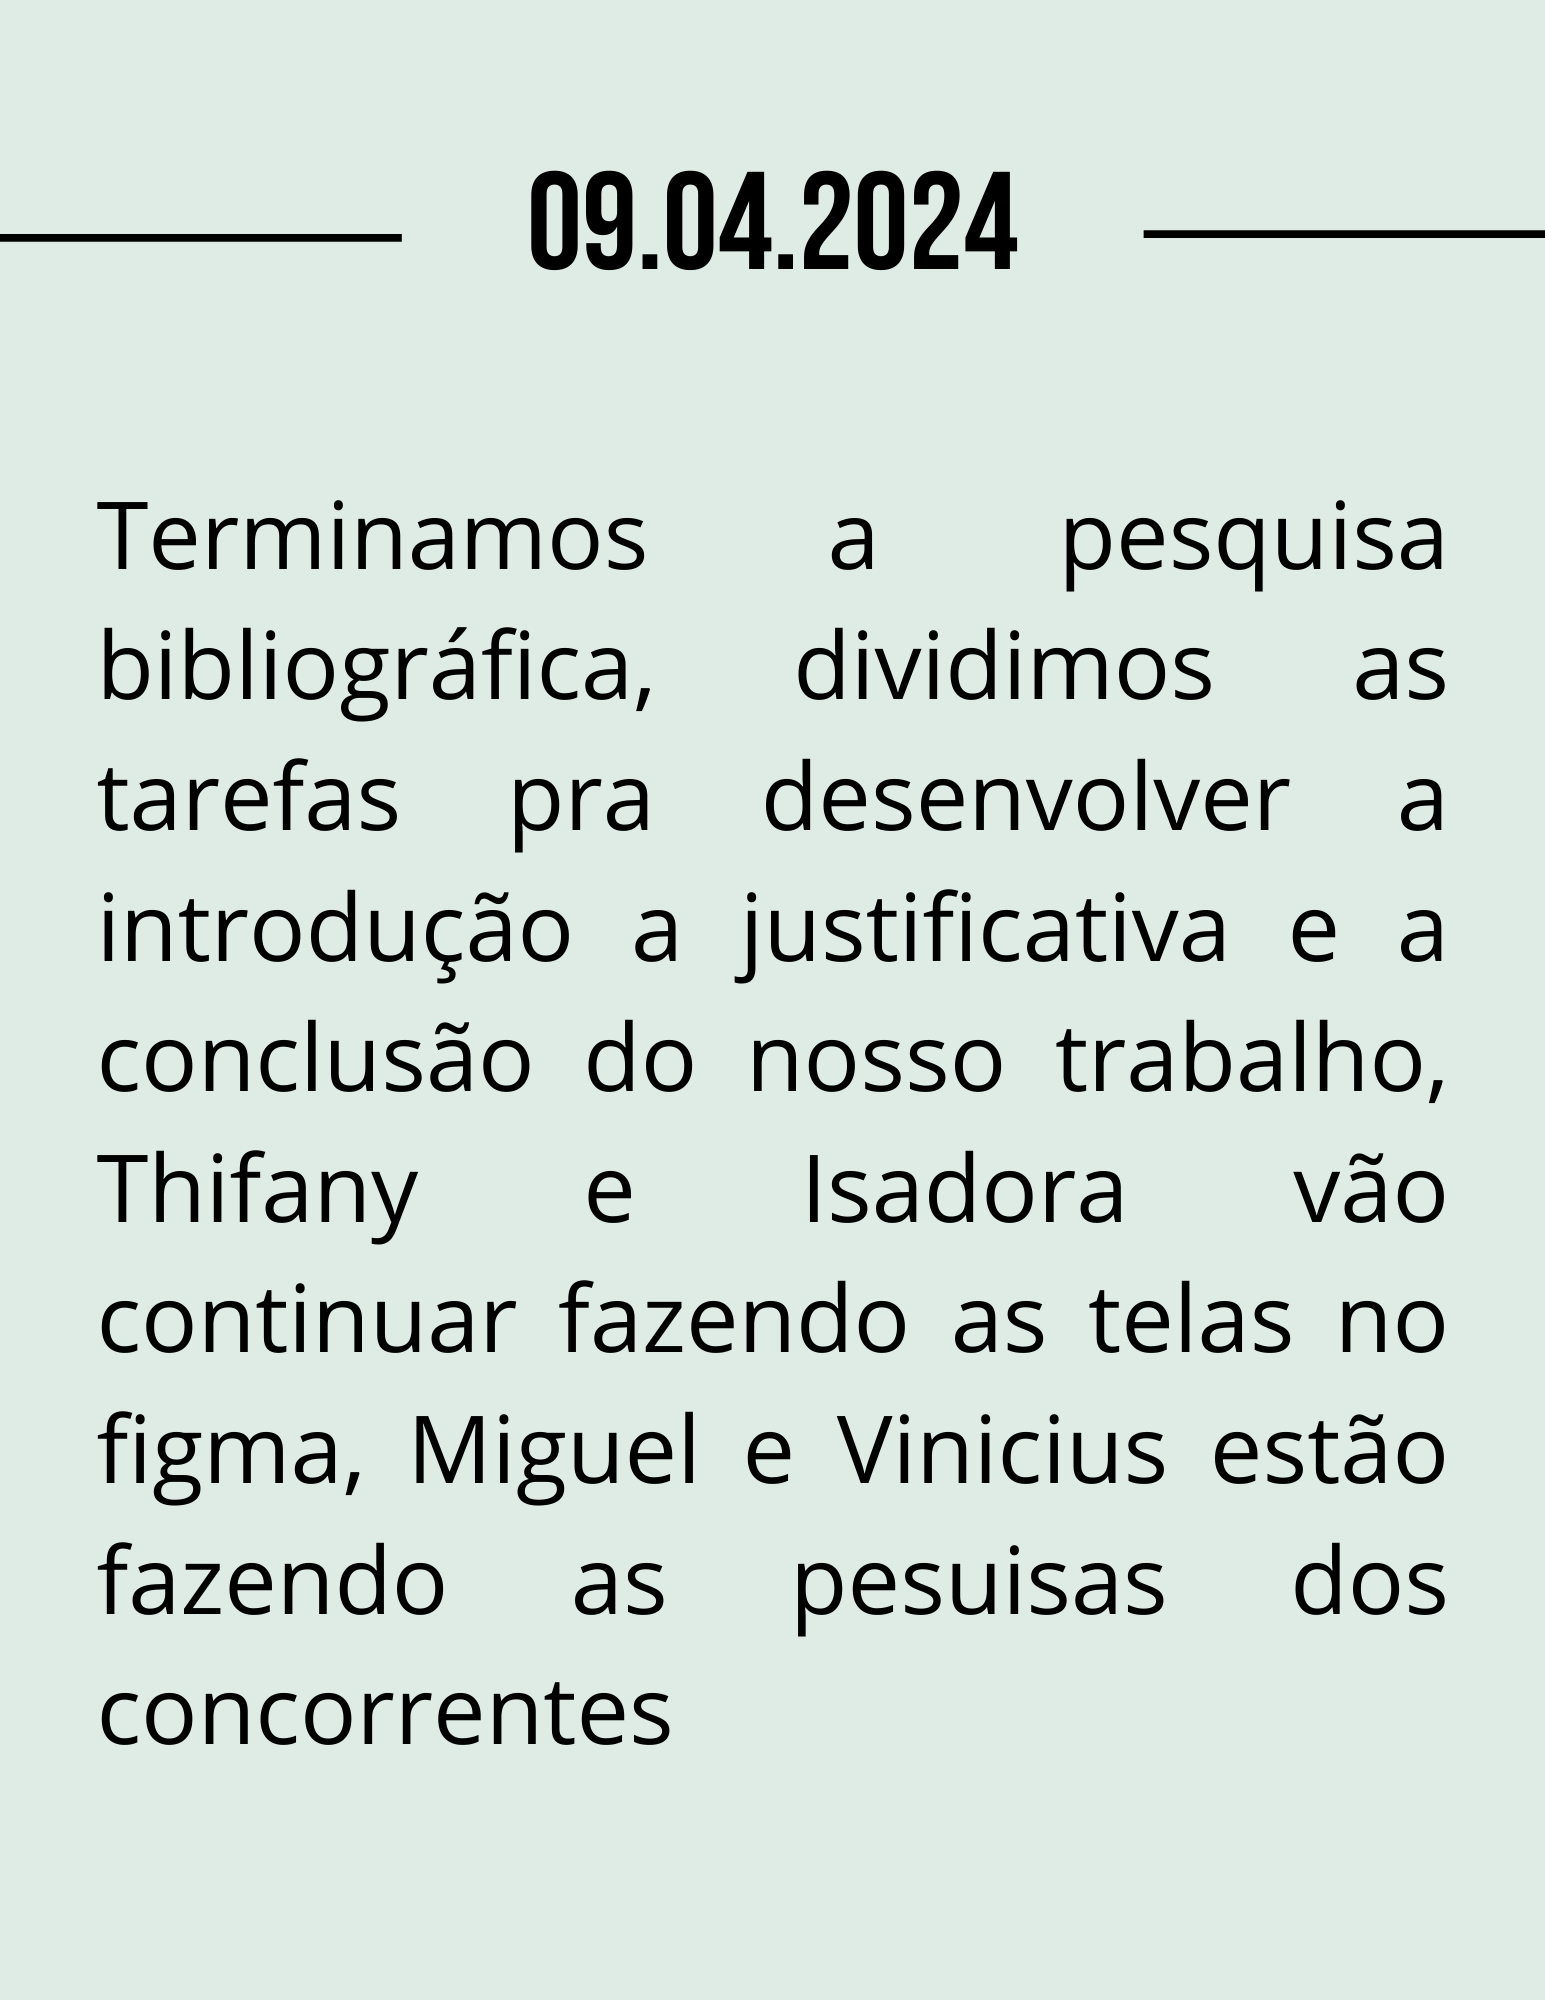 09.04.2024
Terminamos a pesquisa
bibliográfica, dividimos as
tarefas pra desenvolver a
introdução a justificativa e a
conclusão do nosso trabalho,
Thifany e Isadora vão
continuar fazendo as telas no
figma, Miguel e Vinicius estão
fazendo as pesuisas dos
concorrentes